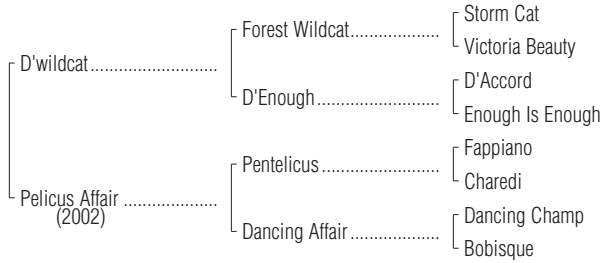 Storm Cat
Forest Wildcat....................
Victoria Beauty
D'wildcat............................
D'Accord
D'Enough...........................
Enough Is Enough
Fappiano
Pentelicus..........................
Charedi
Pelicus Affair .....................
(2002)
Dancing Champ
Dancing Affair....................
Bobisque